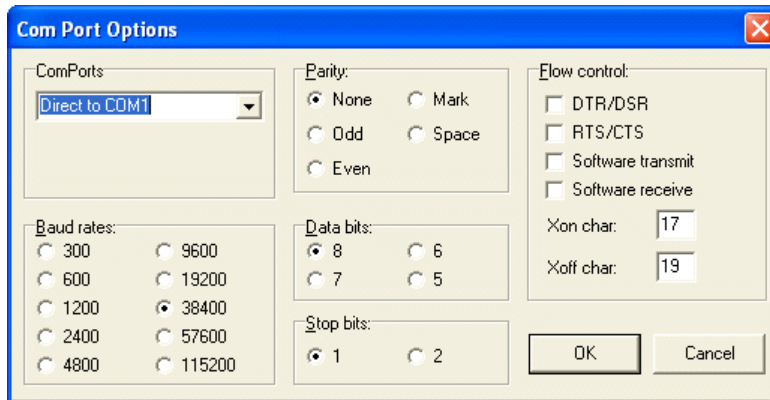 Com Port Options
ComPorts
Direct to COM1
Parity:
None Mark
Odd Space
Even
Flow control:
DTR/DSR
RTS/CTS
Software transmit
Software receive
Xon char: 17
Xoff char: 19
Baud rates:
300 9600
600 19200
1200 38400
2400 57600
4800 115200
Data bits:
8 6
7 5
Stop bits:
1 2
OK Cancel